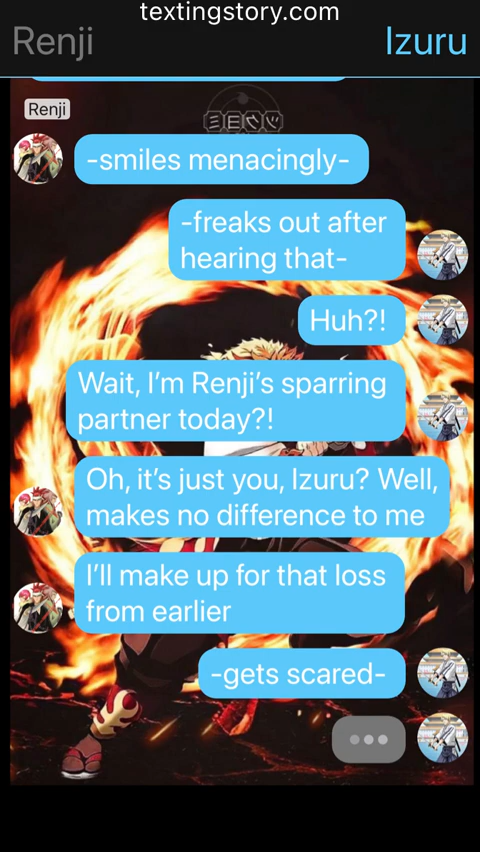 textingstory.com
Renji
Izuru
Renji
-smiles menacingly-
-freaks out after
hearing that-
Huh?!
Wait, I’m Renji’s sparring
partner today?!
Oh, it’s just you, Izuru? Well,
makes no difference to me
I’ll make up for that loss
from earlier
-gets scared-